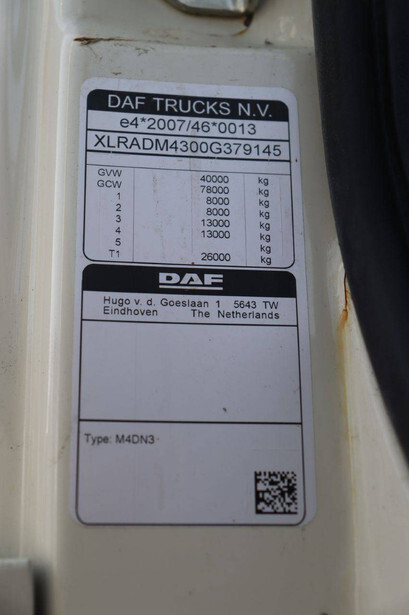 DAF TRUCKS N.V.
e4*2007/46*0013
XLRADM4300G379145
GVW 40000 kg
GCW 78000 kg
1 8000 kg
2 8000 kg
3 13000 kg
4 13000 kg
5 kg
T1 26000 kg
DAF
Hugo v. d. Goeslaan 1 5643 TW
Eindhoven The Netherlands
Type: M4DN3